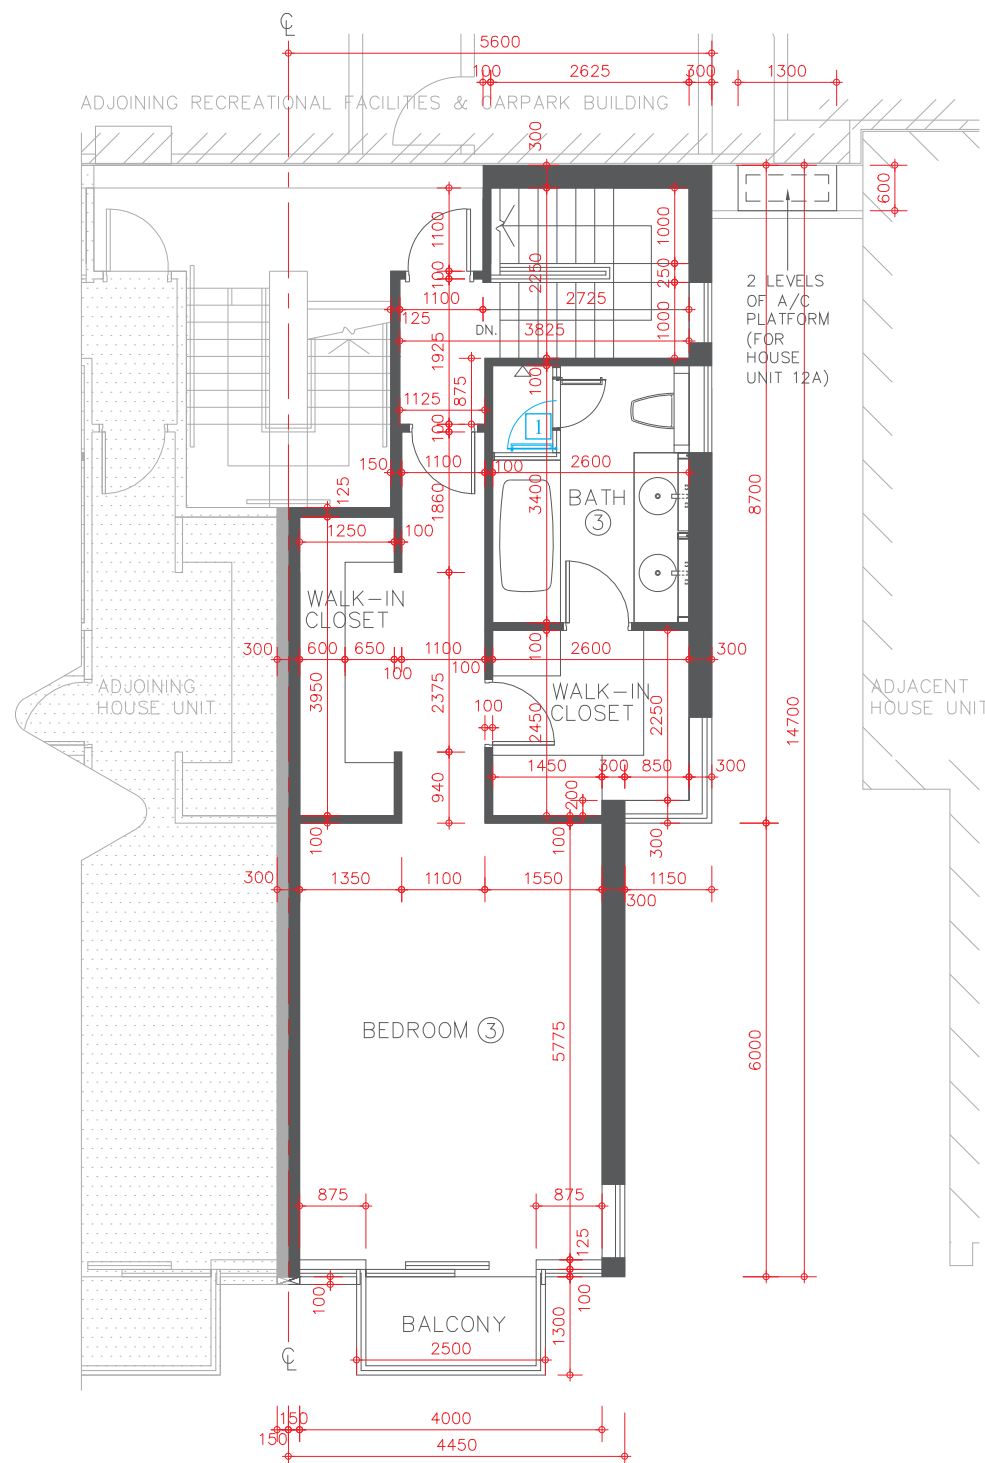 ℄
5600
100 2625 300 1300
ADJOINING RECREATIONAL FACILITIES & CARPARK BUILDING
300
600
1100
1000
2250
250
100
2 LEVELS
OF A/C
PLATFORM
(FOR
HOUSE
UNIT 12A)
1100 2725
125
DN. 3825
1000
1925
875
100
1125
1
100
150 1100 100 2600
BATH
3
3400
8700
1860
125
1250 100
WALK-IN
CLOSET
300 600 650 1100 2600 300
100 100
100
3950
2375
ADJOINING
HOUSE UNIT
WALK-IN
CLOSET
ADJACENT
HOUSE UNIT
100
2450
2250
14700
1450 300 850 300
940
200
100
100
300
300 1350 1100 1550 1150
300
BEDROOM 3
5775
6000
875 875
125
100
100
BALCONY
1300
2500
℄
150 4000
150 4450